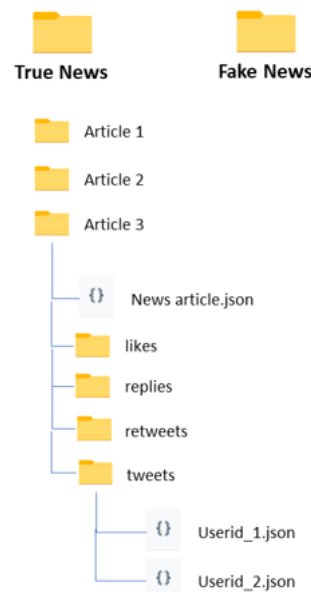 True News
Fake News
Article 1
Article 2
Article 3
{}
News article.json
likes
replies
retweets
tweets
{}
Userid_1.json
{}
Userid_2.json